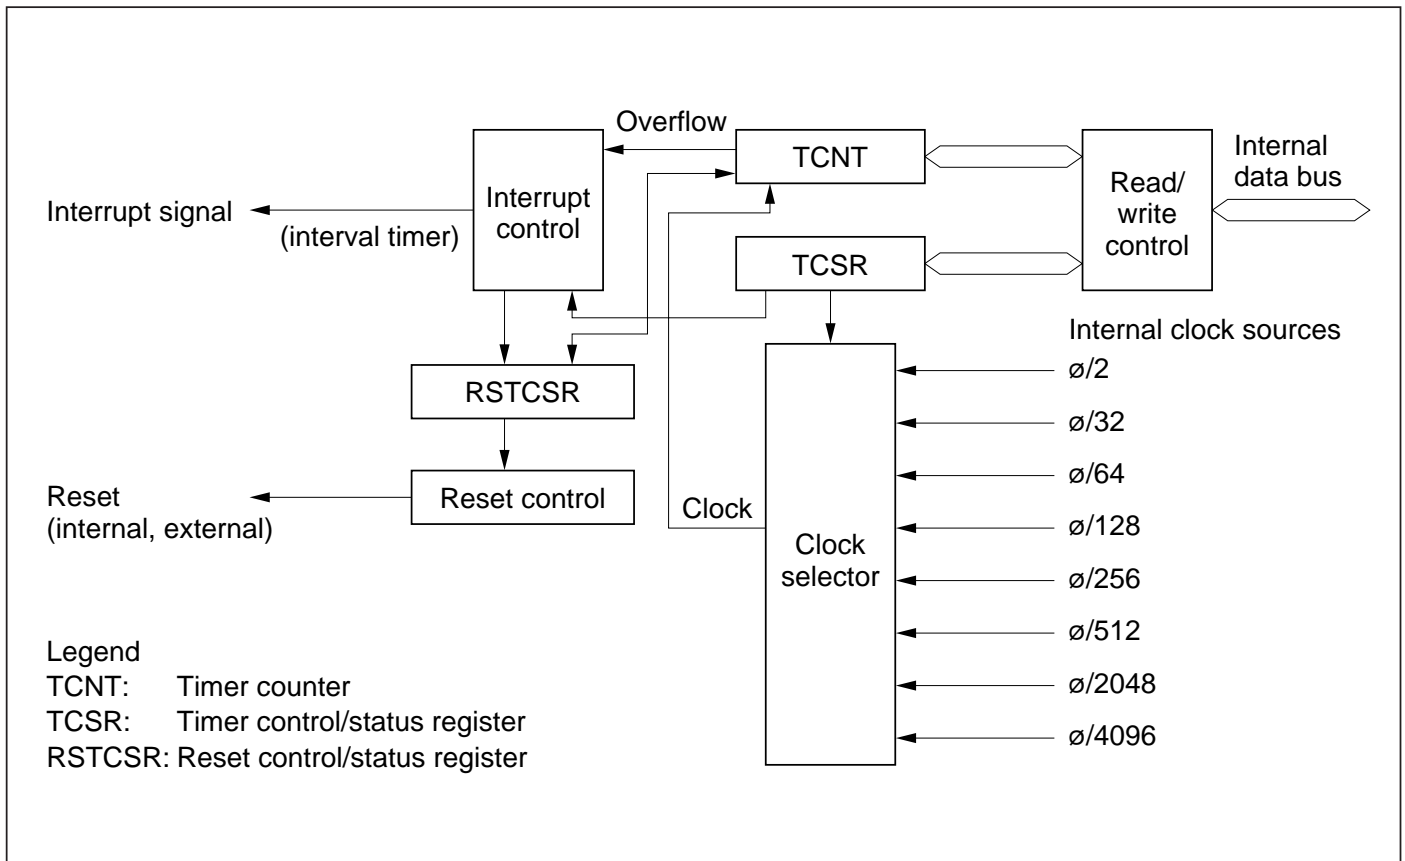 Overflow
TCNT
Interrupt
control
Read/
write
control
Internal
data bus
Interrupt signal
(interval timer)
TCSR
Internal clock sources
ø/2
RSTCSR
ø/32
ø/64
Reset
(internal, external)
Reset control
Clock
ø/128
Clock
selector
ø/256
ø/512
ø/2048
ø/4096
Legend
TCNT: Timer counter
TCSR: Timer control/status register
RSTCSR: Reset control/status register